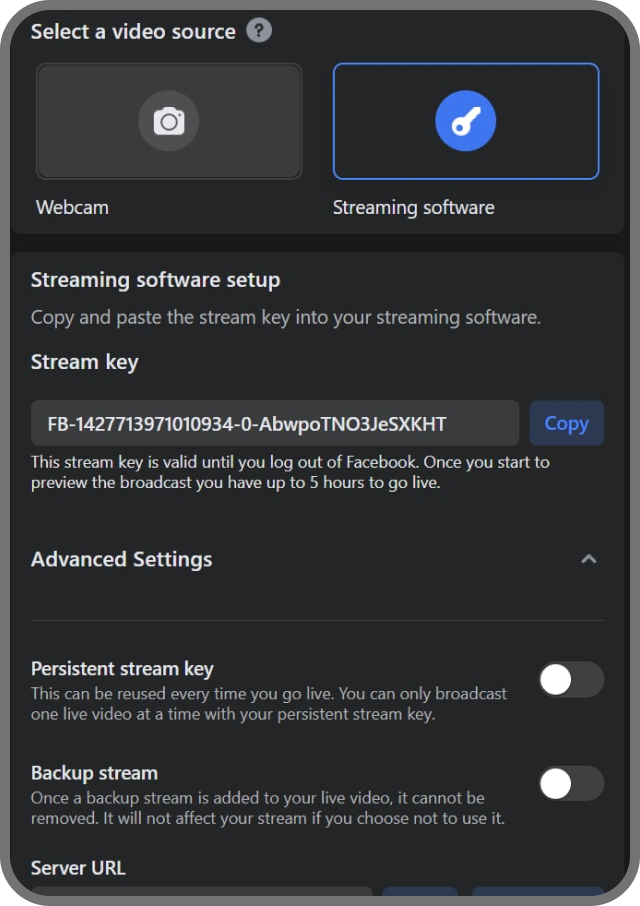 Select a video source ?
Webcam
Streaming software
Streaming software setup
Copy and paste the stream key into your streaming software.
Stream key
FB-1427713971010934-0-AbwpoTNO3JeSXKHT
Copy
This stream key is valid until you log out of Facebook. Once you start to
preview the broadcast you have up to 5 hours to go live.
Advanced Settings
Persistent stream key
This can be reused every time you go live. You can only broadcast
one live video at a time with your persistent stream key.
Backup stream
Once a backup stream is added to your live video, it cannot be
removed. It will not affect your stream if you choose not to use it.
Server URL